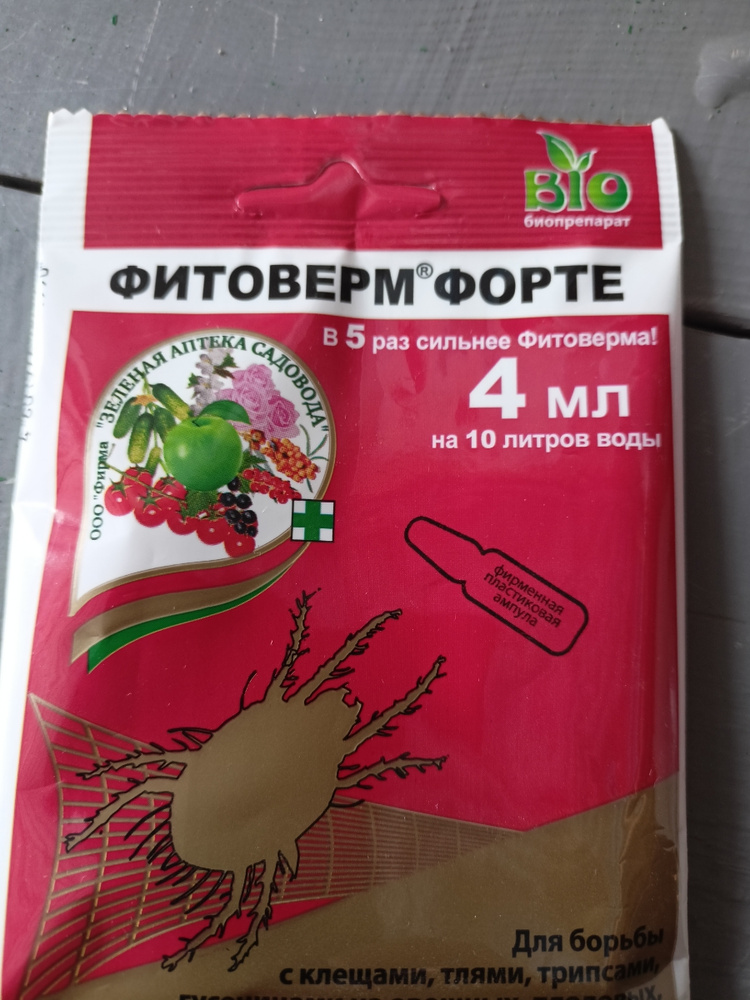 BIO
биопрепарат
ФИТОВЕРМ® ФОРТЕ
В 5 раз сильнее Фитоверма!
4 мл
на 10 литров воды
ООО "Фирма "ЗЕЛЕНАЯ АПТЕКА САДОВОДА"
фирменная
пластиковая
ампула
Для борьбы
с клещами, тлями, трипсами,